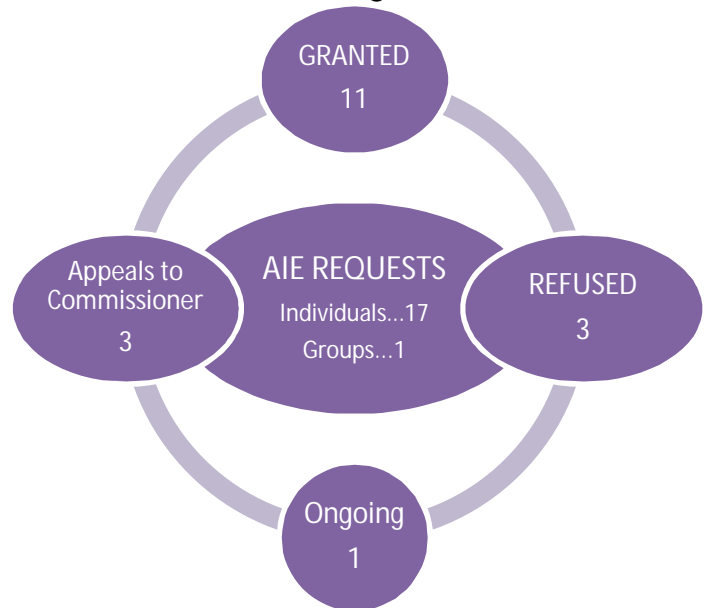 GRANTED
11
AIE REQUESTS
Individuals...17
Groups...1
Appeals to
Commissioner
3
REFUSED
3
Ongoing
1